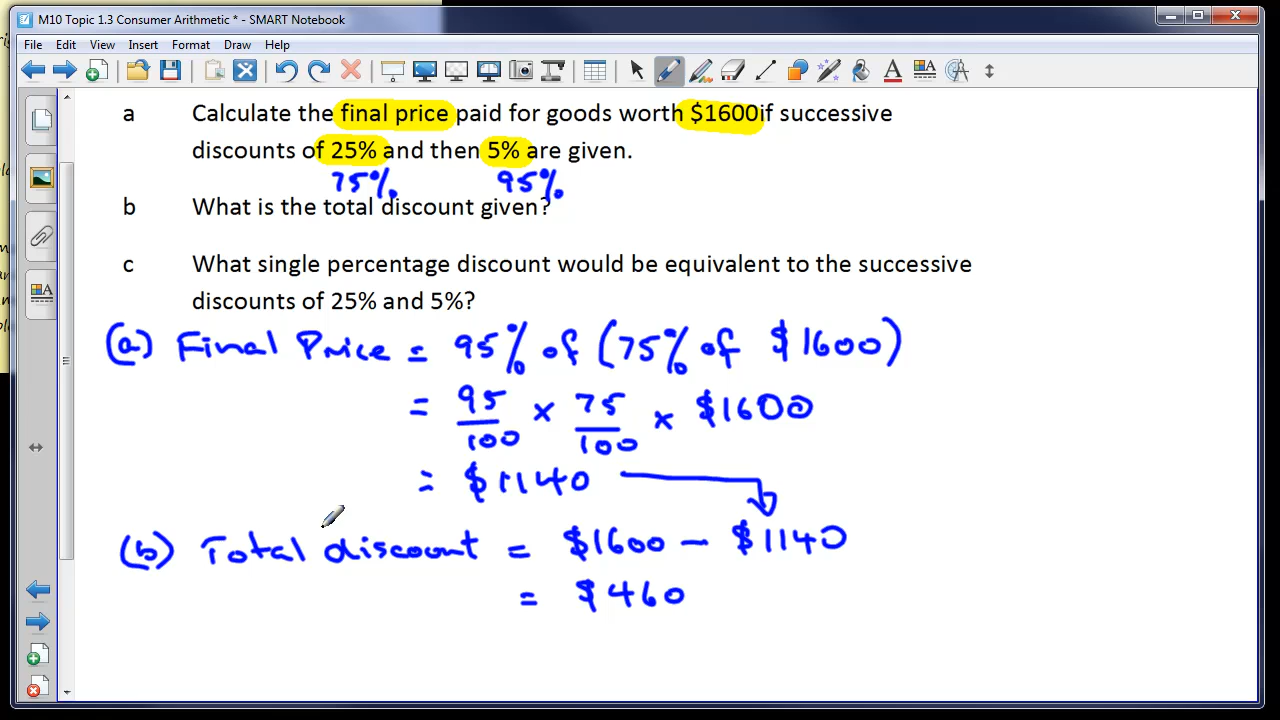 M10 Topic 1.3 Consumer Arithmetic * - SMART Notebook
File Edit View Insert Format Draw Help
a Calculate the final price paid for goods worth $1600if successive
discounts of 25% and then 5% are given.
75% 95%
b What is the total discount given?
c What single percentage discount would be equivalent to the successive
discounts of 25% and 5%?
(a) Final Price = 95% of (75% of $1600)
= 95/100 × 75/100 × $1600
= $1140
(b) Total discount = $1600 - $1140
= $460